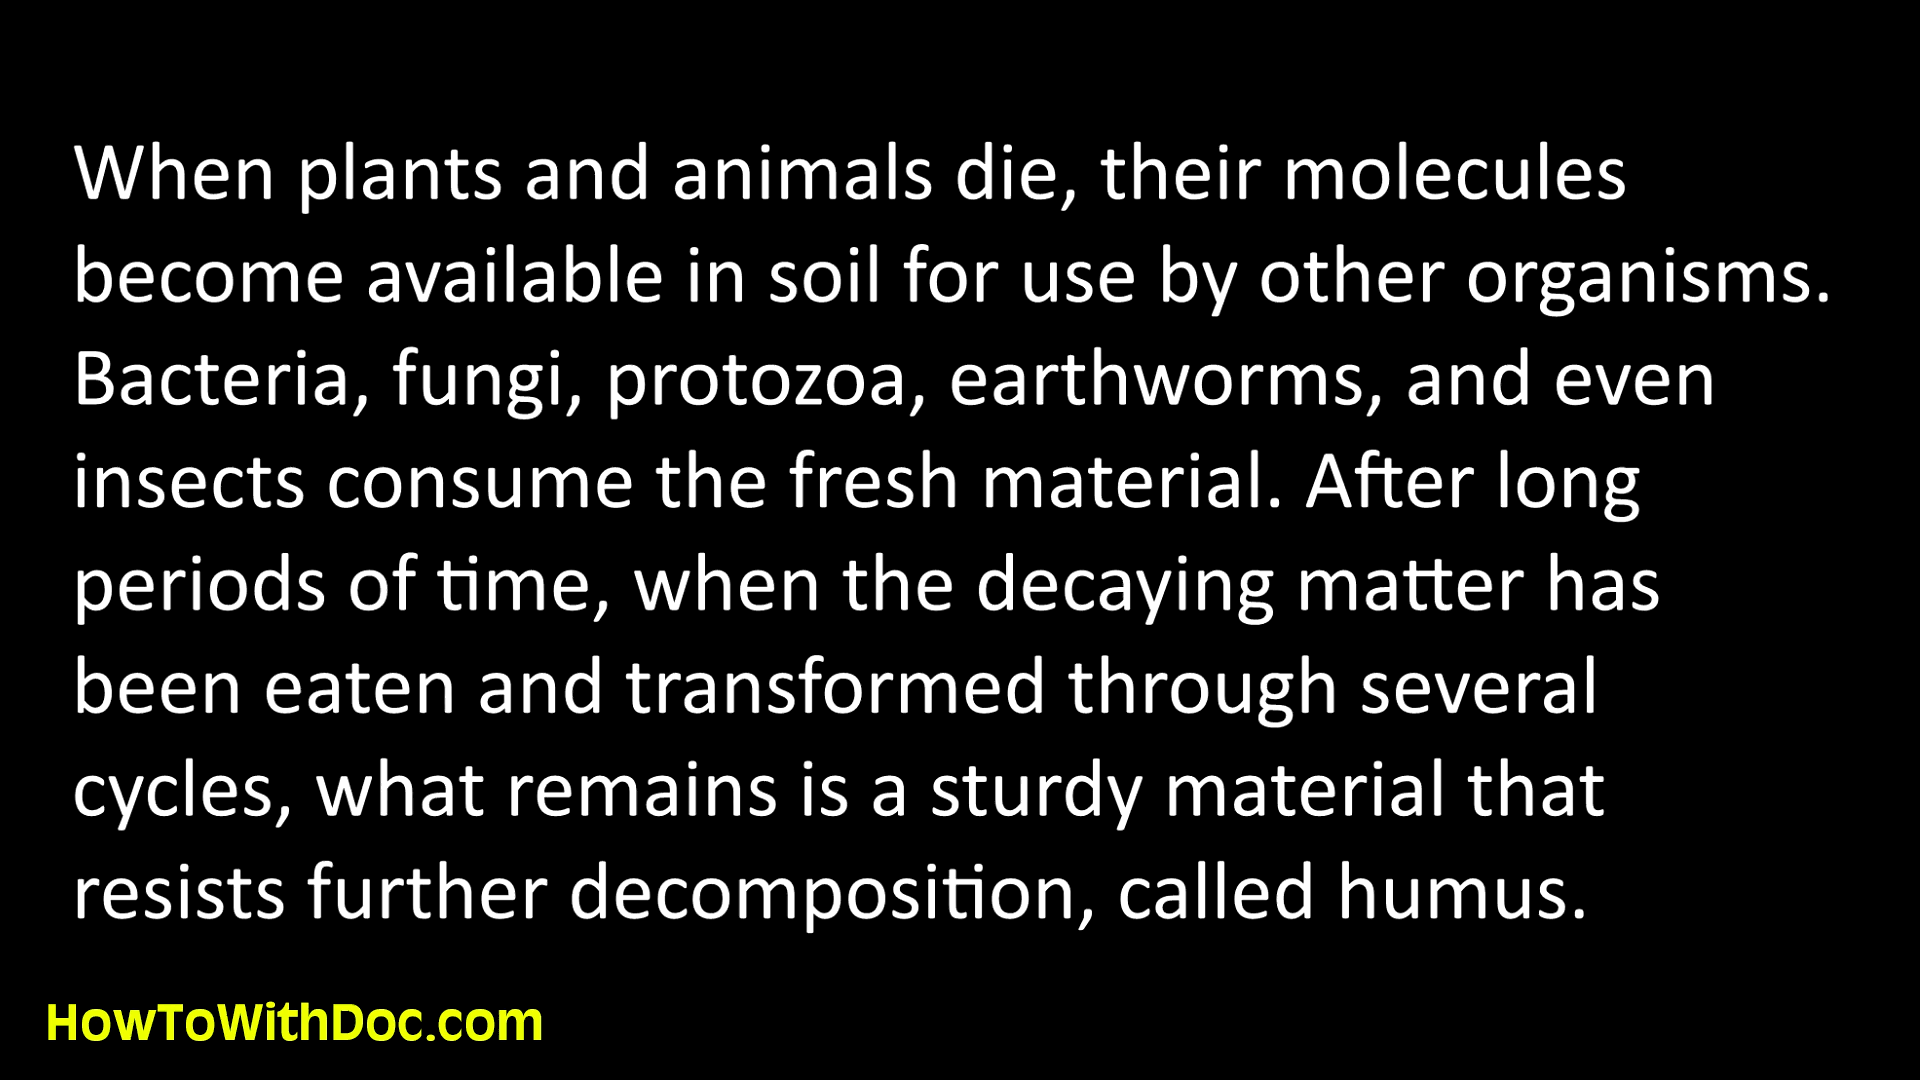 When plants and animals die, their molecules
become available in soil for use by other organisms.
Bacteria, fungi, protozoa, earthworms, and even
insects consume the fresh material. After long
periods of time, when the decaying matter has
been eaten and transformed through several
cycles, what remains is a sturdy material that
resists further decomposition, called humus.
HowToWithDoc.com